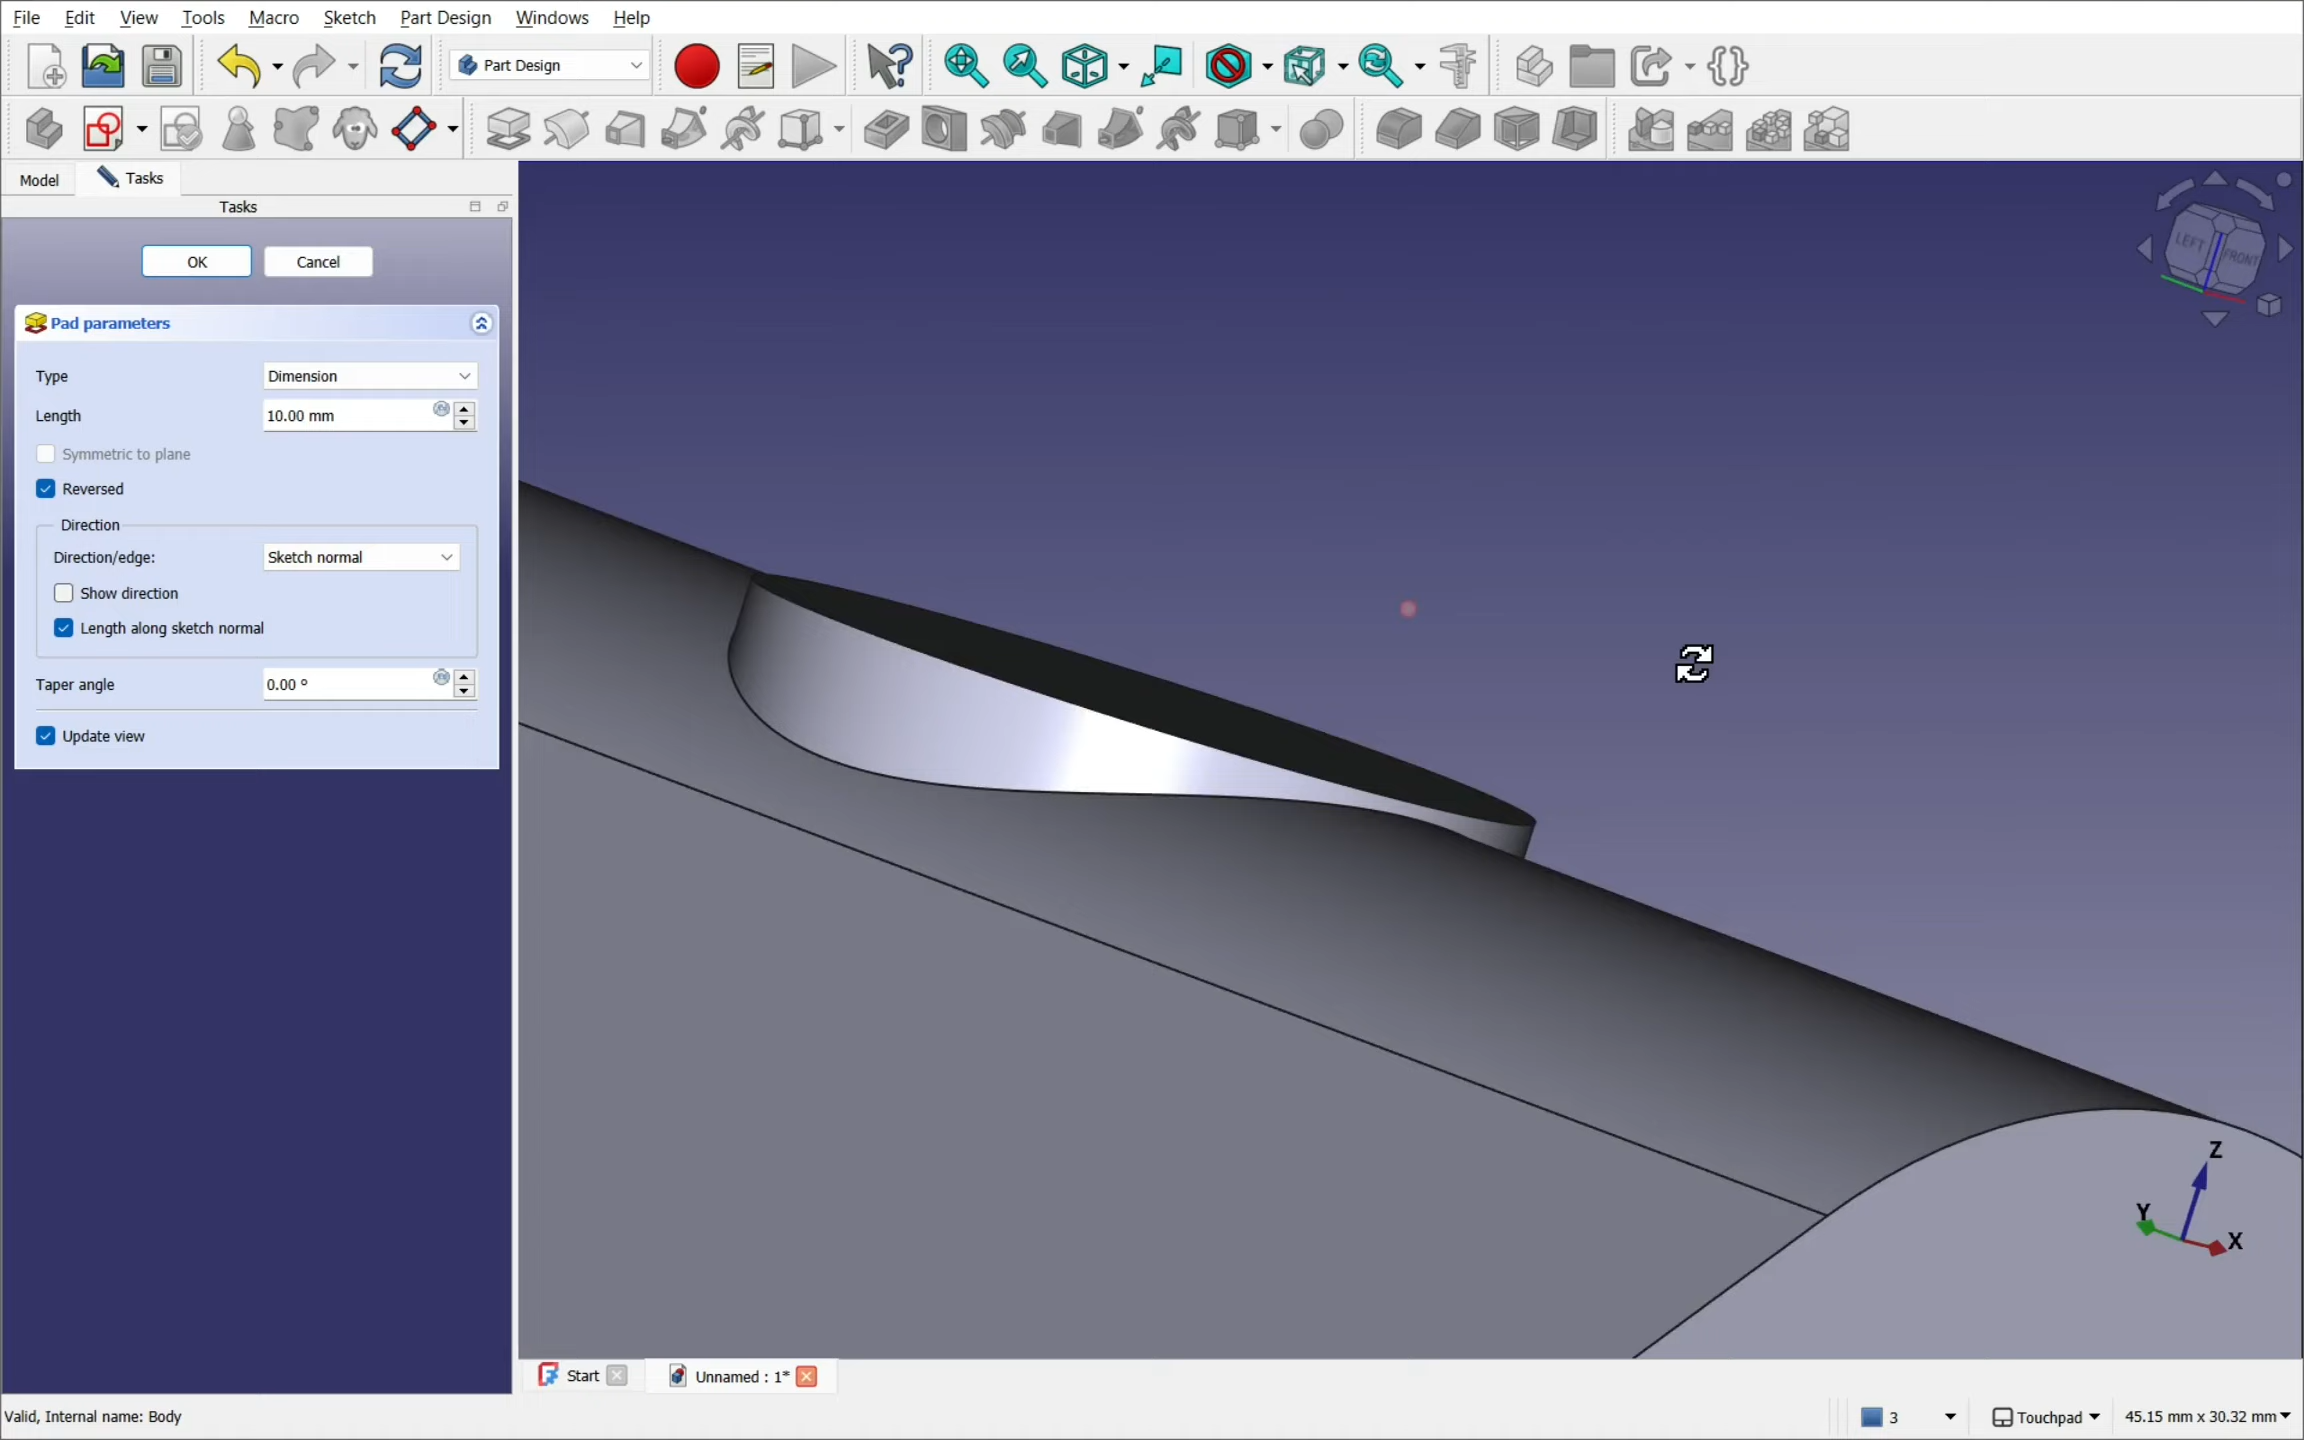 File Edit View Tools Macro Sketch Part Design Windows Help
Part Design
Model Tasks
Tasks
OK Cancel
Pad parameters
Type Dimension
Length 10.00 mm
Symmetric to plane
Reversed
Direction
Direction/edge: Sketch normal
Show direction
Length along sketch normal
Taper angle 0.00 °
Update view
LEFT FRONT
Z
Y
X
Start Unnamed : 1*
Valid, Internal name: Body 3 Touchpad 45.15 mm x 30.32 mm